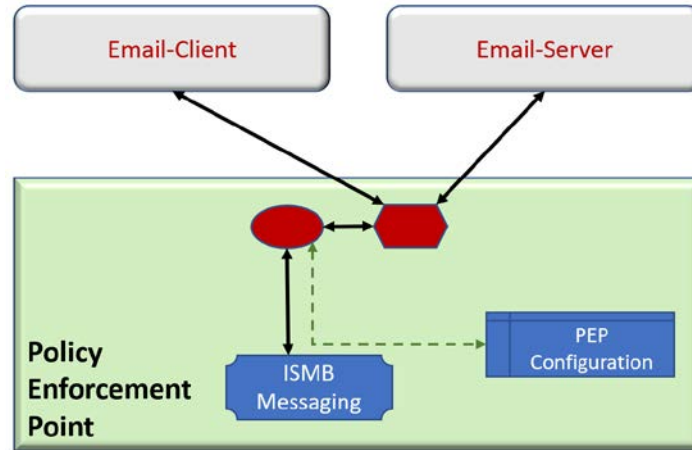 Email-Client
Email-Server
Policy
Enforcement
Point
ISMB
Messaging
PEP
Configuration